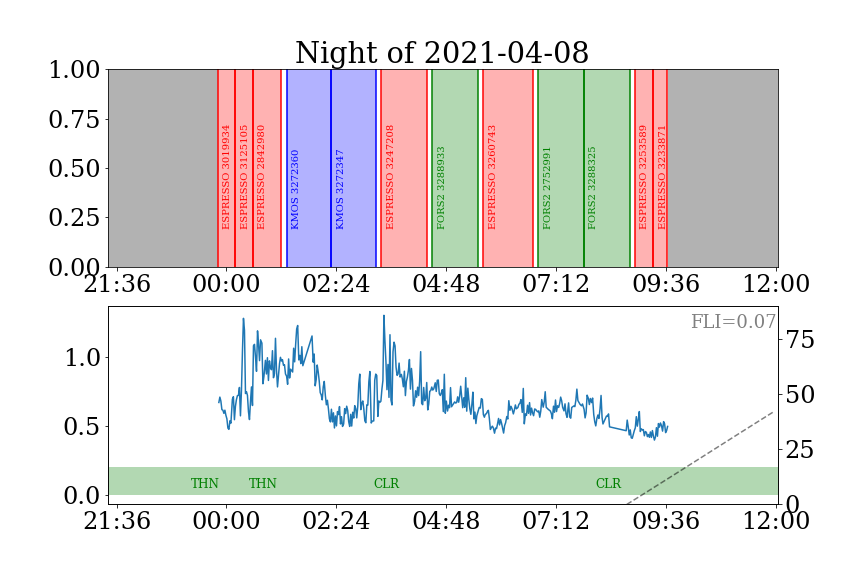 Night of 2021-04-08
1.00
0.75
0.50
0.25
0.00
ESPRESSO 3019934
ESPRESSO 3125105
ESPRESSO 2842980
KMOS 3272360
KMOS 3272347
ESPRESSO 3247208
FORS2 3288933
ESPRESSO 3260743
FORS2 2752991
FORS2 3288325
ESPRESSO 3253589
ESPRESSO 3233871
21:36 00:00 02:24 04:48 07:12 09:36 12:00
FLI=0.07
1.0
0.5
0.0
75
50
25
0
THN THN CLR CLR
21:36 00:00 02:24 04:48 07:12 09:36 12:00